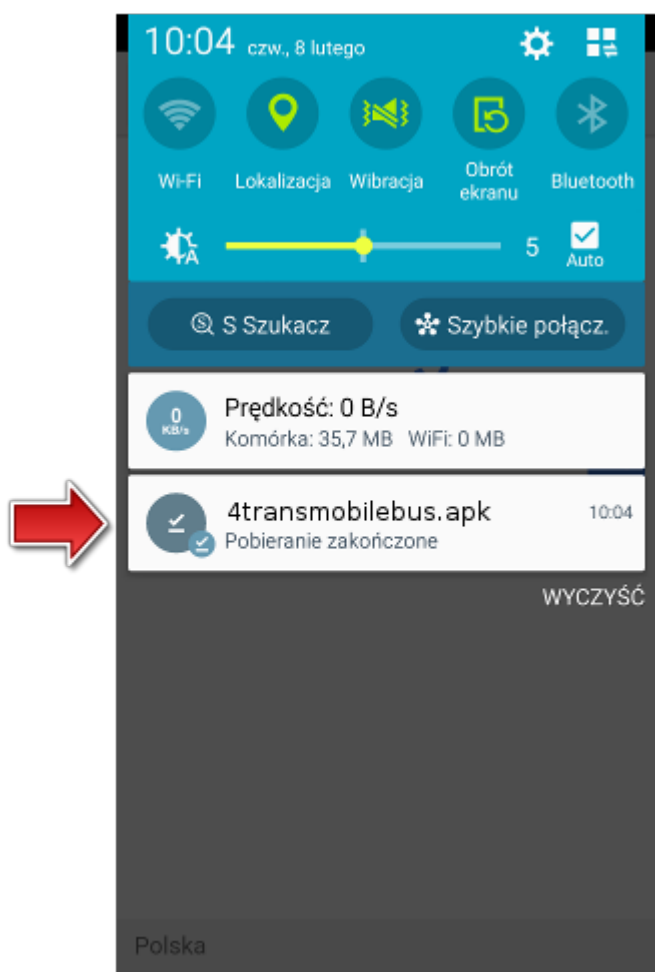 10:04 czw., 8 lutego
Wi-Fi Lokalizacja Wibracja Obrót ekranu Bluetooth
A 5 Auto
S S Szukacz Szybkie połącz.
0 KB/s
Prędkość: 0 B/s
Komórka: 35,7 MB WiFi: 0 MB
4transmobilebus.apk 10:04
Pobieranie zakończone
WYCZYŚĆ
Polska